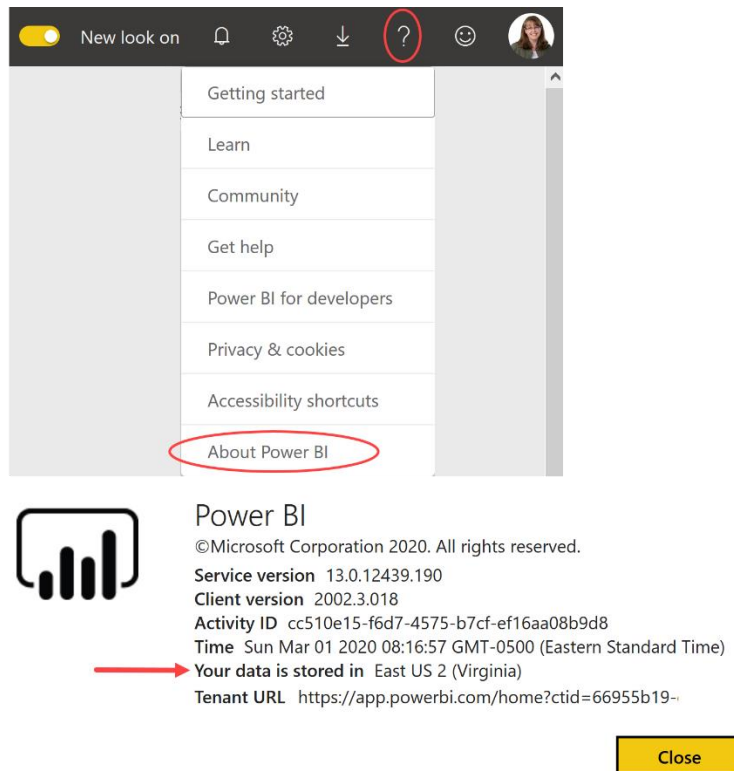 New look on
?
Getting started
Learn
Community
Get help
Power BI for developers
Privacy & cookies
Accessibility shortcuts
About Power BI
Power BI
©Microsoft Corporation 2020. All rights reserved.
Service version 13.0.12439.190
Client version 2002.3.018
Activity ID cc510e15-f6d7-4575-b7cf-ef16aa08b9d8
Time Sun Mar 01 2020 08:16:57 GMT-0500 (Eastern Standard Time)
Your data is stored in East US 2 (Virginia)
Tenant URL https://app.powerbi.com/home?ctid=66955b19-
Close